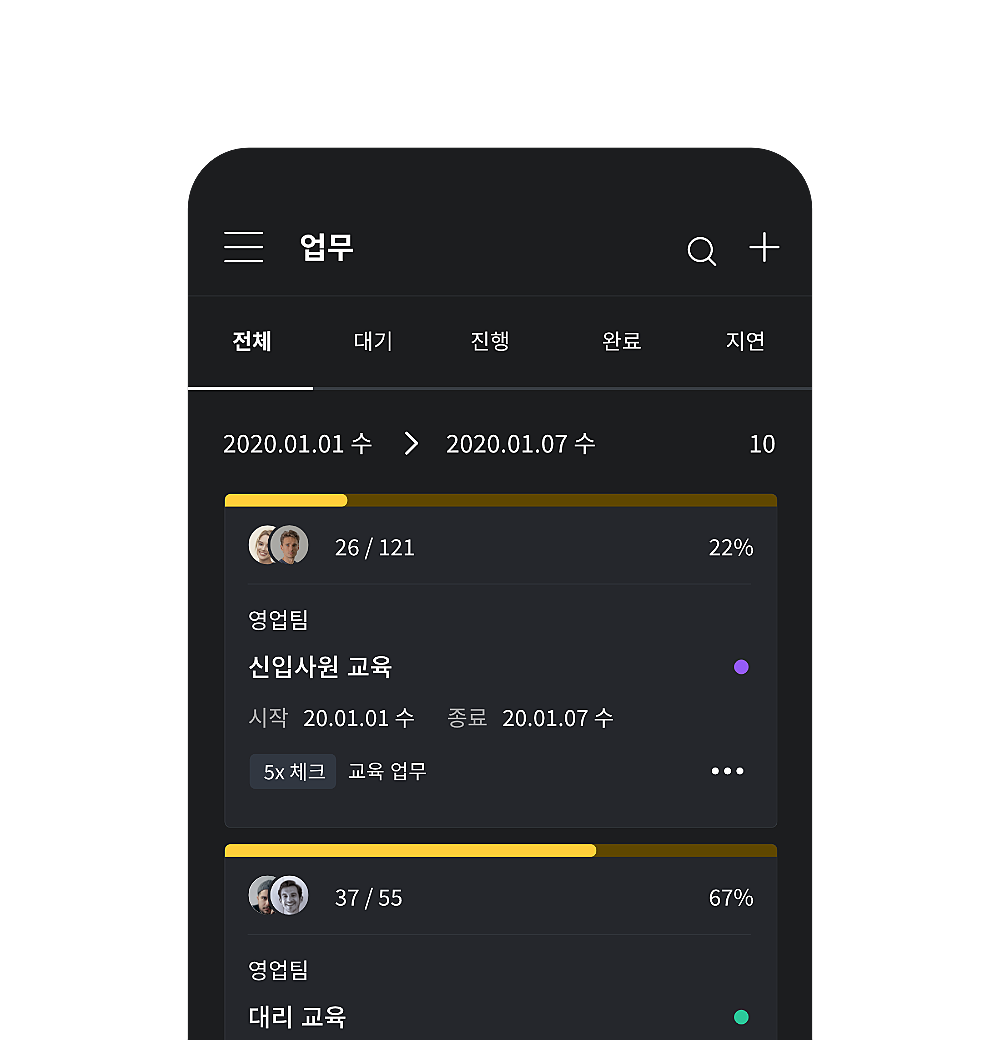 업무
전체 대기 진행 완료 지연
2020.01.01 수 2020.01.07 수 10
26 / 121 22%
영업팀
신입사원 교육
시작 20.01.01 수 종료 20.01.07 수
5x 체크 교육 업무
37 / 55 67%
영업팀
대리 교육